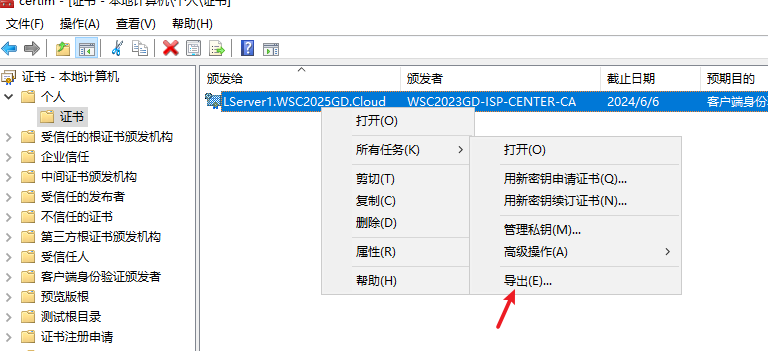 certlm - [证书 - 本地计算机\个人\证书]
文件(F) 操作(A) 查看(V) 帮助(H)
证书 - 本地计算机
个人
证书
受信任的根证书颁发机构
企业信任
中间证书颁发机构
受信任的发布者
不信任的证书
第三方根证书颁发机构
受信任人
客户端身份验证颁发者
预览版根
测试根目录
证书注册申请
颁发给 颁发者 截止日期 预期目的
LServer1.WSC2025GD.Cloud WSC2023GD-ISP-CENTER-CA 2024/6/6 客户端身份
打开(O)
所有任务(K)
剪切(T)
复制(C)
删除(D)
属性(R)
帮助(H)
打开(O)
用新密钥申请证书(Q)...
用新密钥续订证书(N)...
管理私钥(M)...
高级操作(A)
导出(E)...